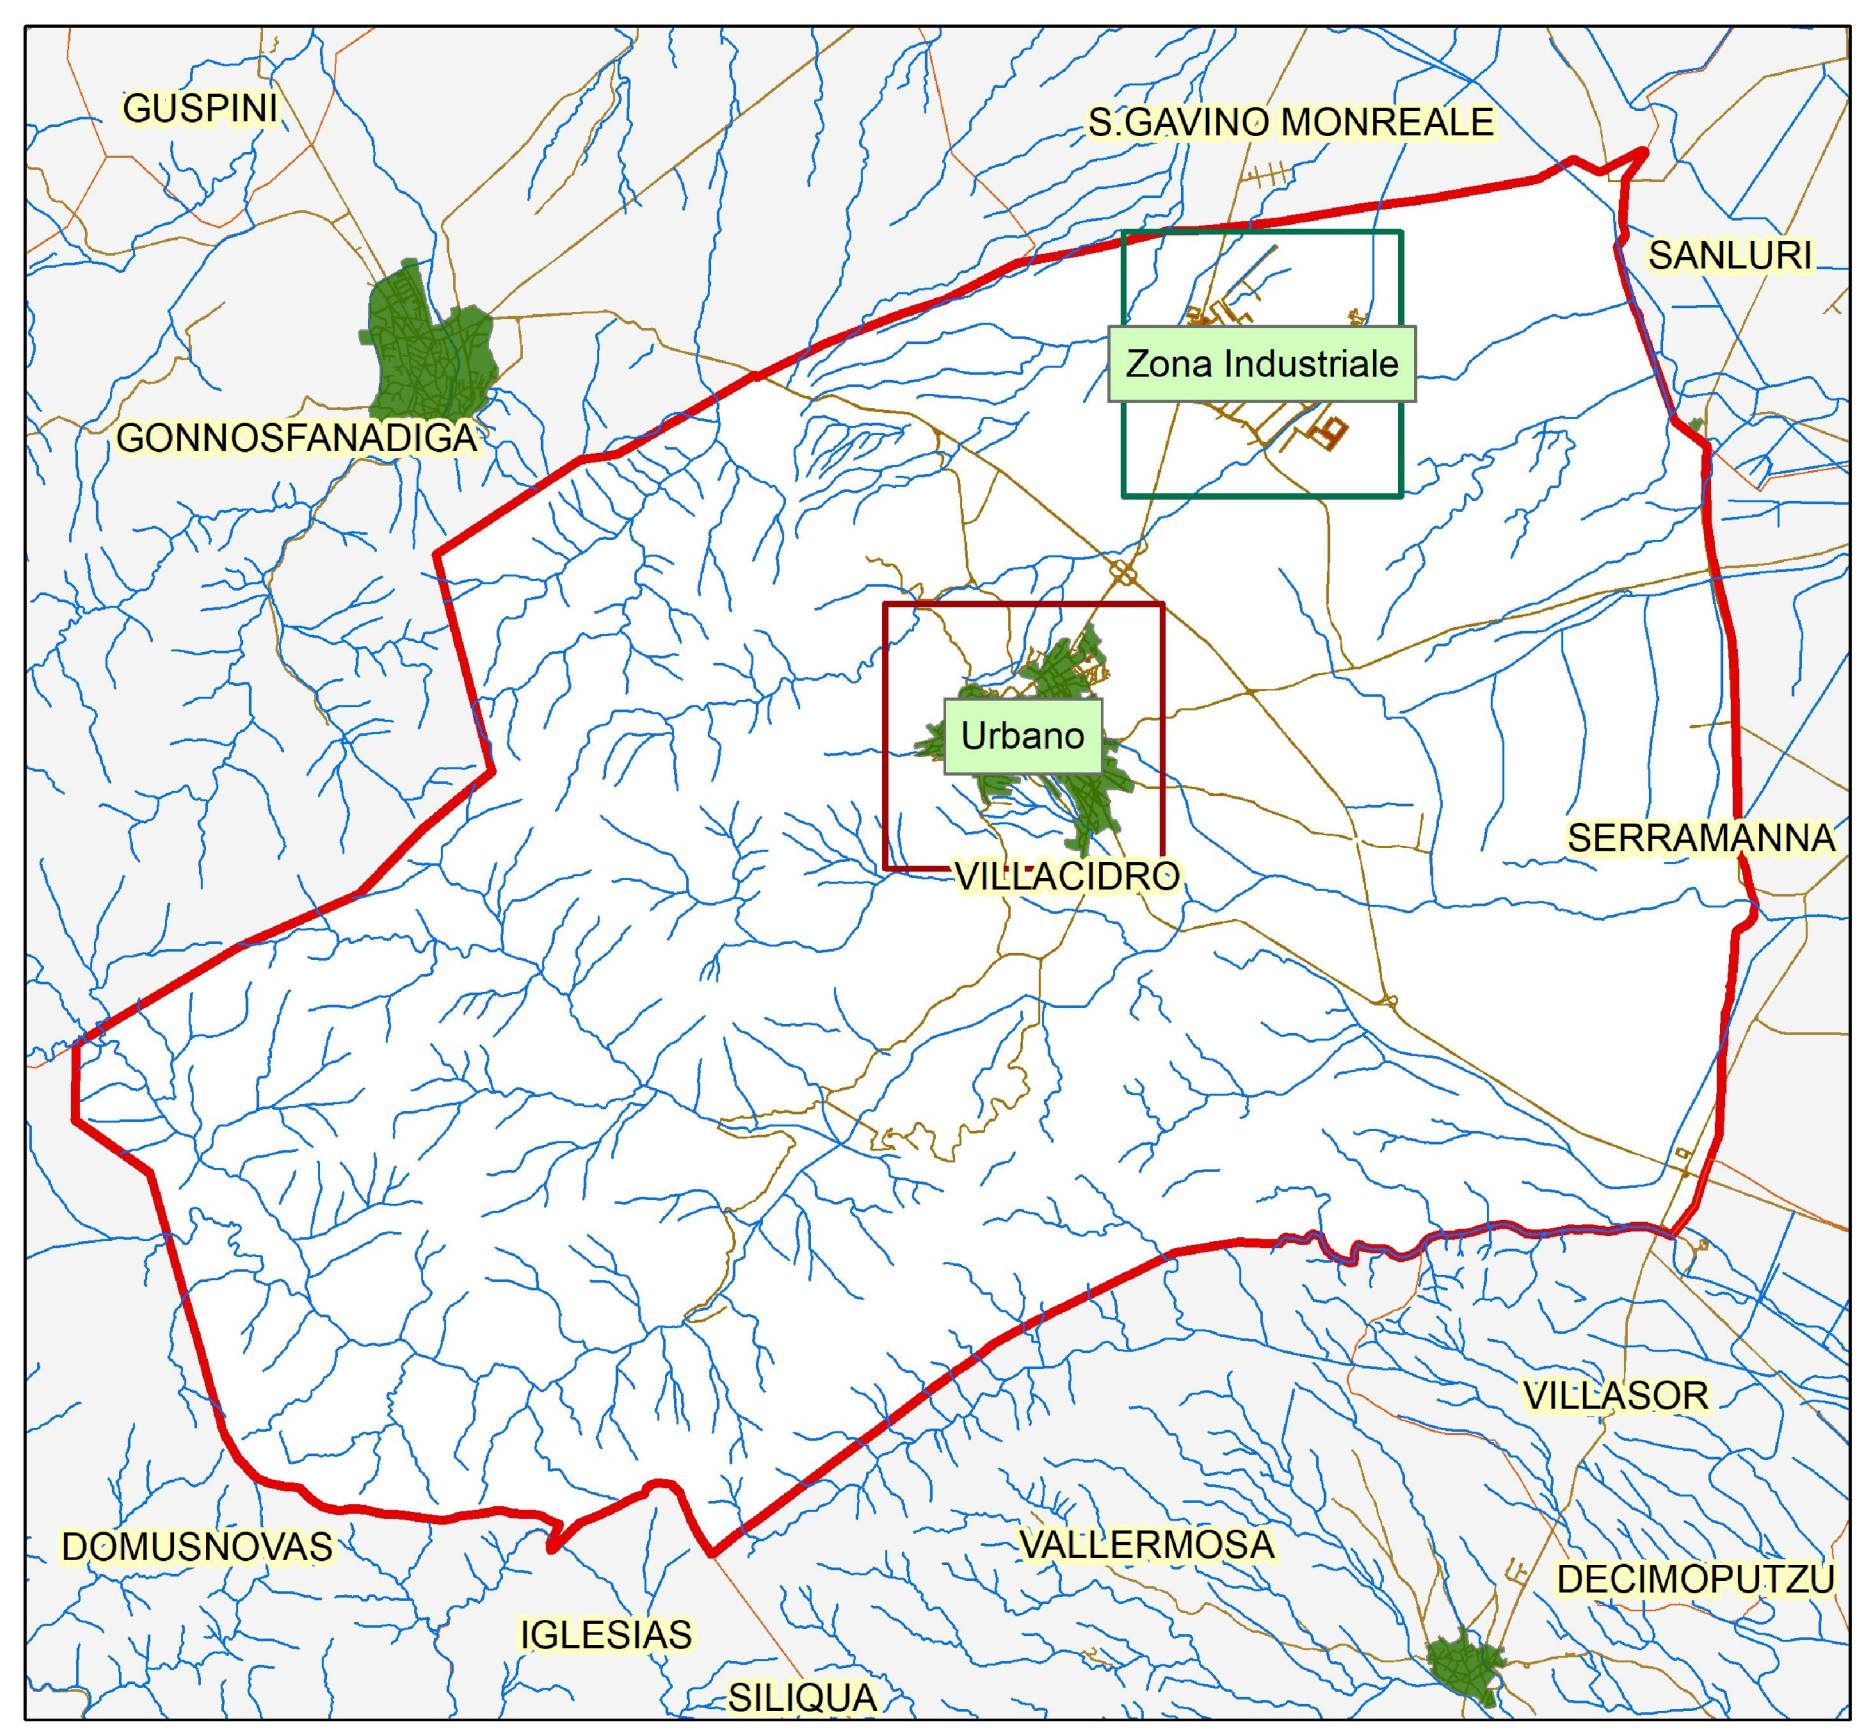 GUSPINI
S.GAVINO MONREALE
SANLURI
Zona Industriale
GONNOSFANADIGA
Urbano
SERRAMANNA
VILLACIDRO
VILLASOR
DOMUSNOVAS
VALLERMOSA
DECIMOPUTZU
IGLESIAS
SILIQUA